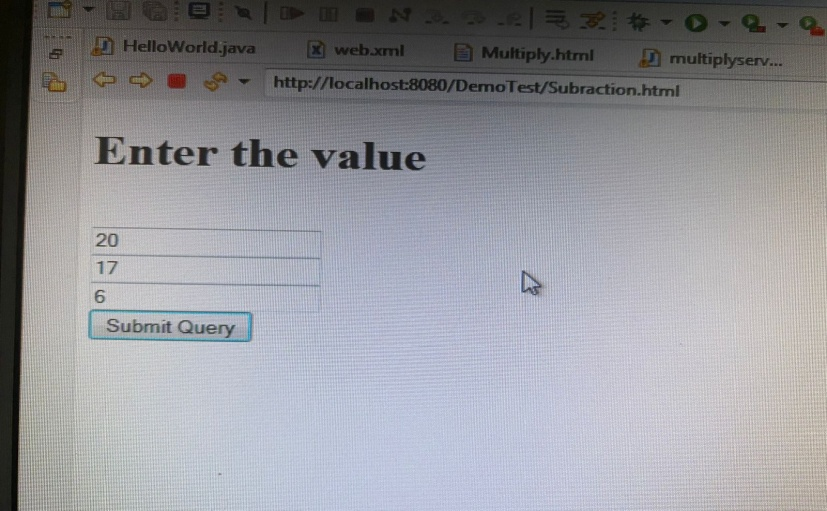 HelloWorld.java web.xml Multiply.html multiplyserv...
http://localhost:8080/DemoTest/Subraction.html
Enter the value
20
17
6
Submit Query